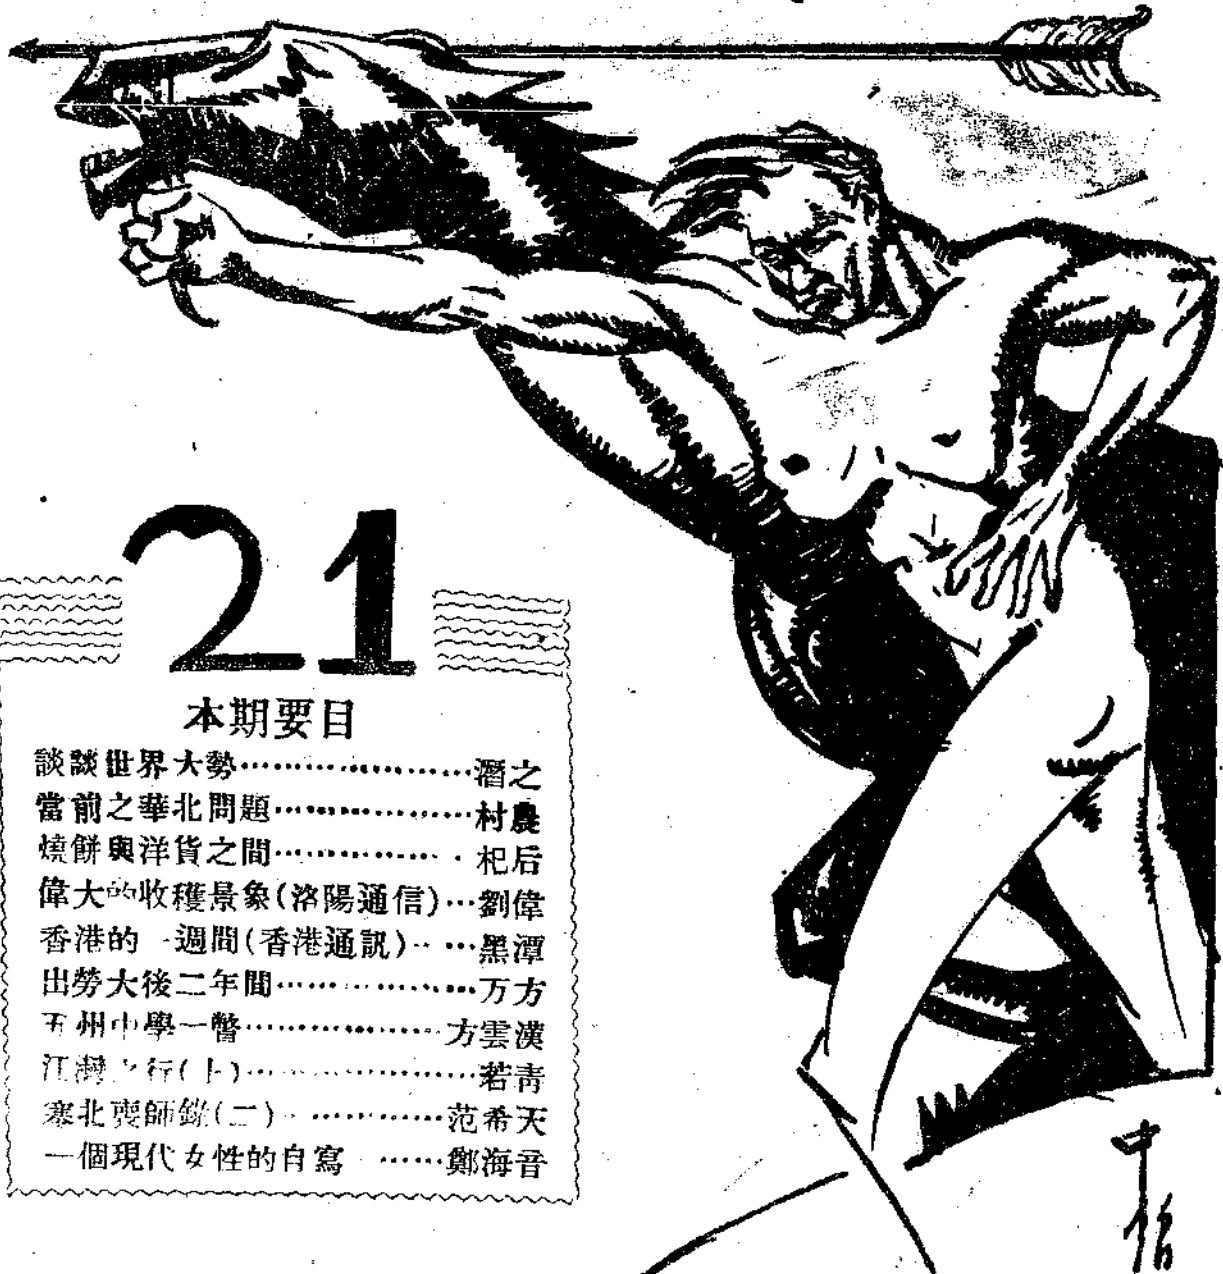 21
本期要目
談談世界大勢⋯⋯⋯⋯⋯⋯⋯潛之
當前之華北問題⋯⋯⋯⋯⋯⋯村農
燒餅與洋貨之間⋯⋯⋯⋯⋯⋯杞后
偉大的收穫景象(洛陽通信)⋯劉偉
香港的一週間(香港通訊)⋯⋯黑潭
出勞大後二年間⋯⋯⋯⋯⋯⋯万方
五州中學一瞥⋯⋯⋯⋯⋯⋯方雲漢
江灣之行(上)⋯⋯⋯⋯⋯⋯⋯若靑
塞北喪師錄(二)⋯⋯⋯⋯⋯范希天
一個現代女性的自寫⋯⋯鄭海音